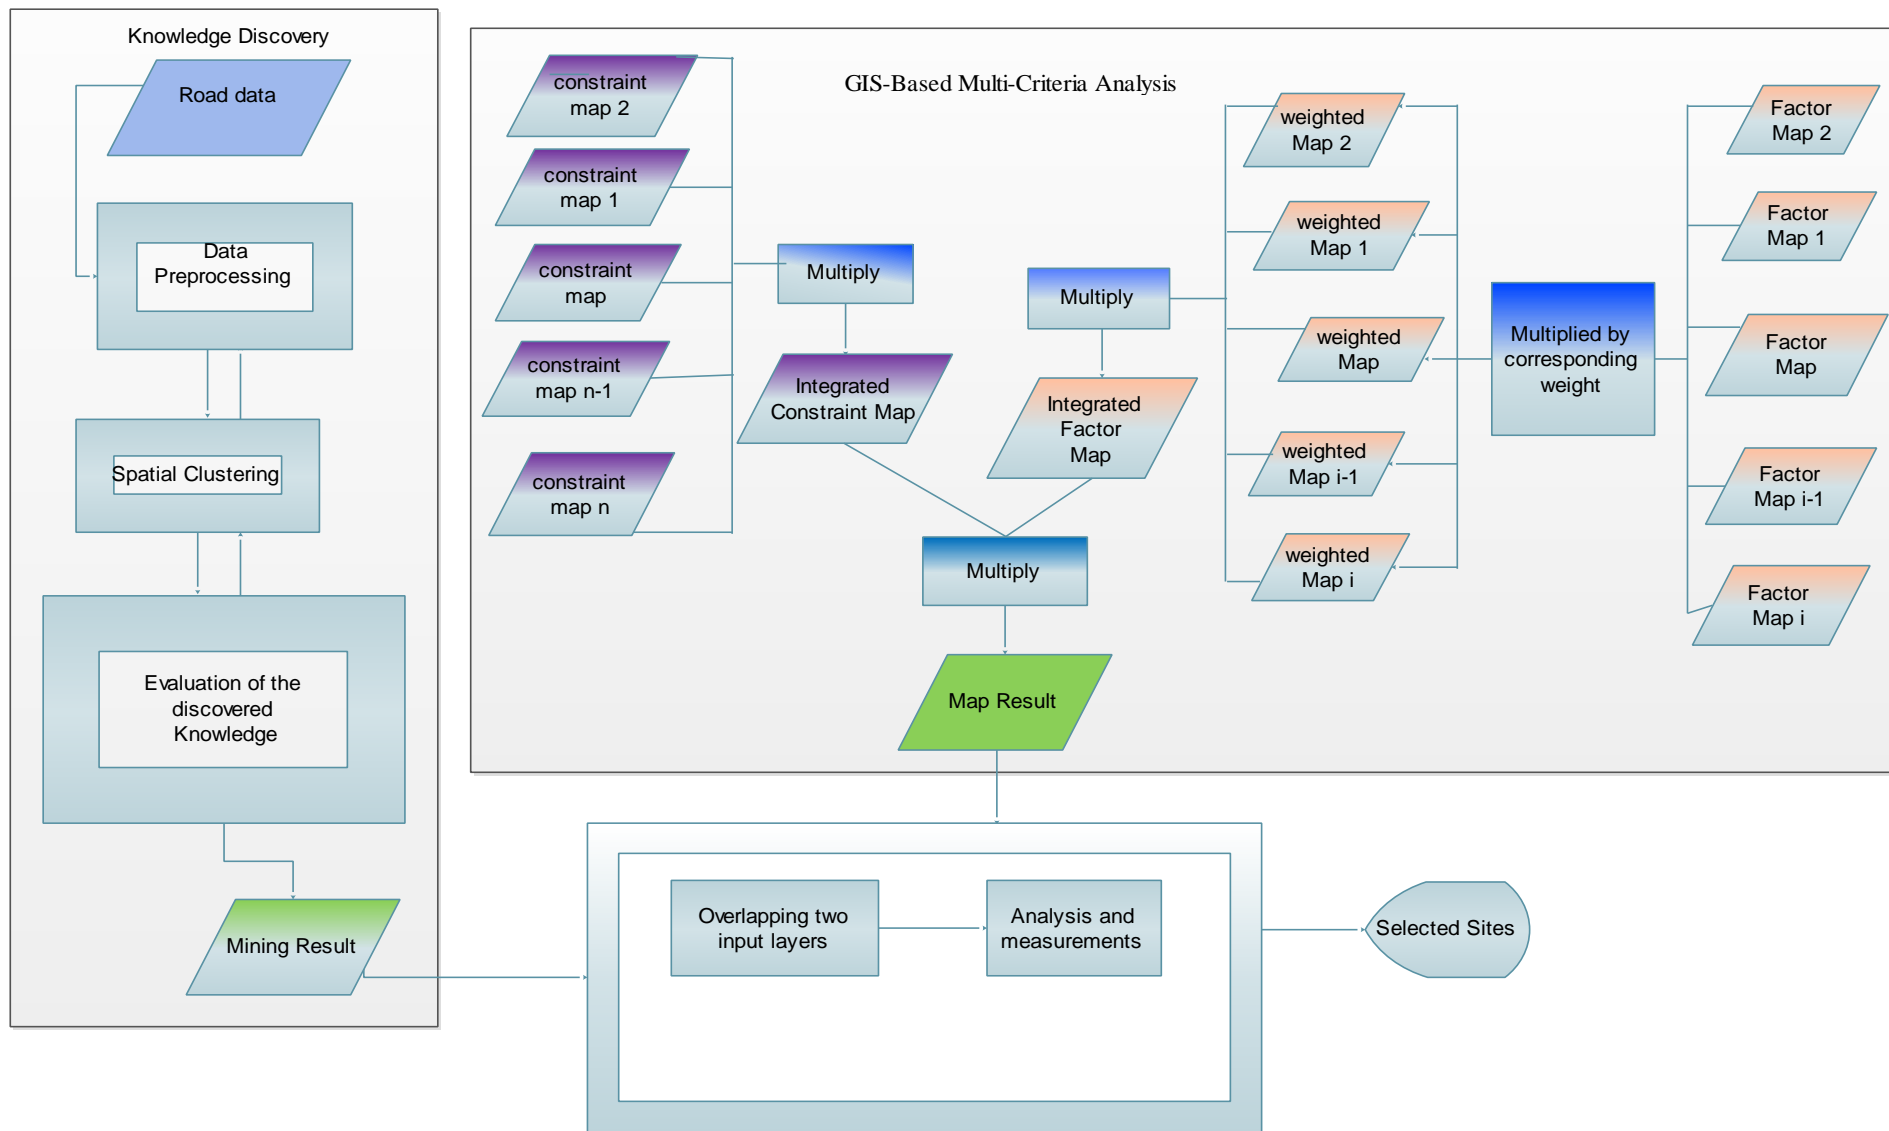 Knowledge Discovery
Road data
Data
Preprocessing
Spatial Clustering
Evaluation of the
discovered
Knowledge
Mining Result
GIS-Based Multi-Criteria Analysis
constraint
map 2
constraint
map 1
constraint
map
constraint
map n-1
constraint
map n
Multiply
Integrated
Constraint Map
Multiply
Integrated
Factor
Map
Multiply
Map Result
weighted
Map 2
weighted
Map 1
weighted
Map
weighted
Map i-1
weighted
Map i
Multiplied by
corresponding
weight
Factor
Map 2
Factor
Map 1
Factor
Map
Factor
Map i-1
Factor
Map i
Overlapping two
input layers
Analysis and
measurements
Selected Sites